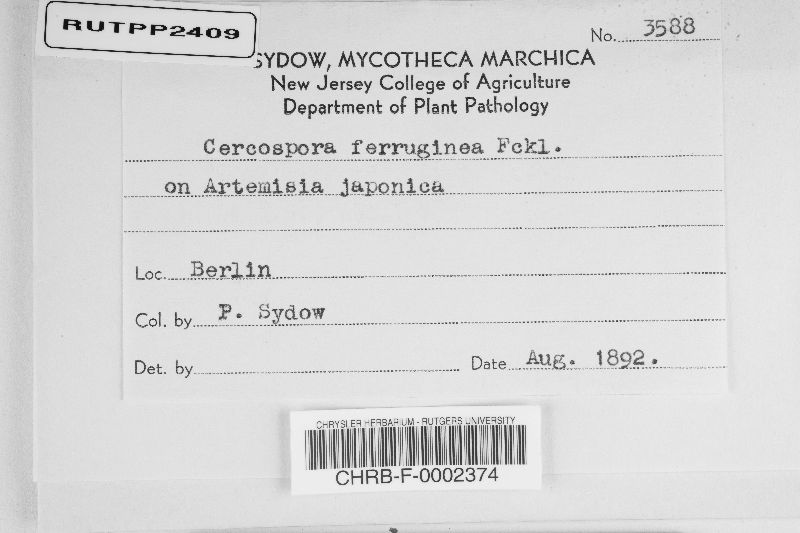 RUTPP2409
No. 3588
SYDOW, MYCOTHECA MARCHICA
New Jersey College of Agriculture
Department of Plant Pathology
Cercospora ferruginea Fckl.
on Artemisia japonica
Loc. Berlin
Col. by P. Sydow
Det. by
Date Aug. 1892.
CHRYSLER HERBARIUM - RUTGERS UNIVERSITY
CHRB-F-0002374